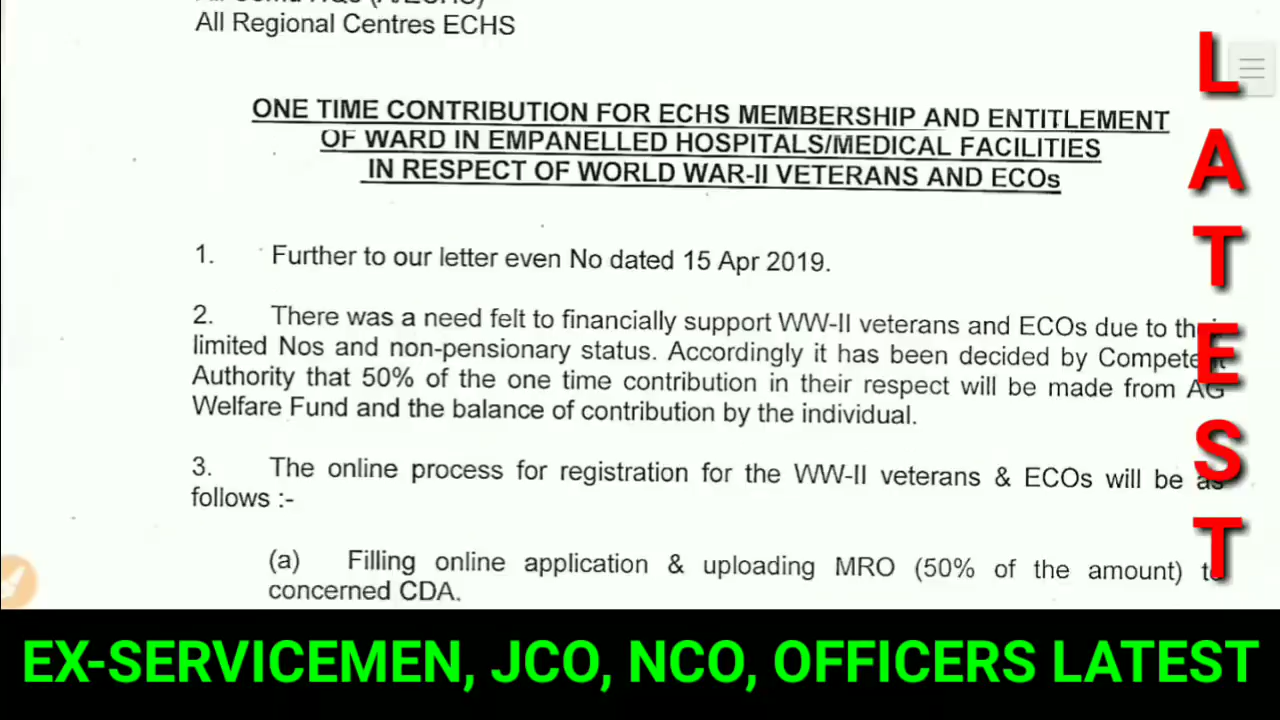 All Regional Centres ECHS
ONE TIME CONTRIBUTION FOR ECHS MEMBERSHIP AND ENTITLEMENT
OF WARD IN EMPANELLED HOSPITALS/MEDICAL FACILITIES
IN RESPECT OF WORLD WAR-II VETERANS AND ECOs
1. Further to our letter even No dated 15 Apr 2019.
2. There was a need felt to financially support WW-II veterans and ECOs due to their
limited Nos and non-pensionary status. Accordingly it has been decided by Competent
Authority that 50% of the one time contribution in their respect will be made from AG
Welfare Fund and the balance of contribution by the individual.
3. The online process for registration for the WW-II veterans & ECOs will be as
follows :-
(a) Filling online application & uploading MRO (50% of the amount) to
concerned CDA.
LATEST
EX-SERVICEMEN, JCO, NCO, OFFICERS LATEST